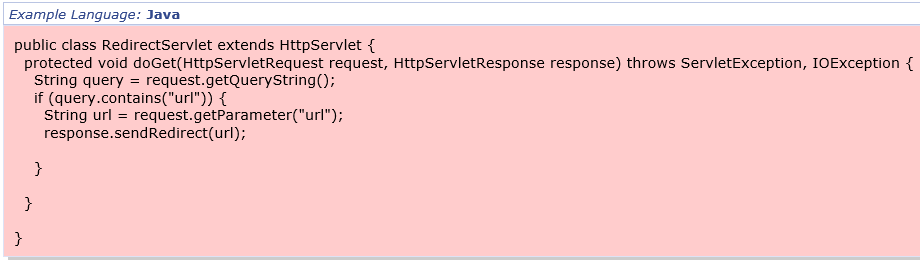 Example Language: Java
public class RedirectServlet extends HttpServlet {
protected void doGet(HttpServletRequest request, HttpServletResponse response) throws ServletException, IOException {
String query = request.getQueryString();
if (query.contains("url")) {
String url = request.getParameter("url");
response.sendRedirect(url);
}
}
}